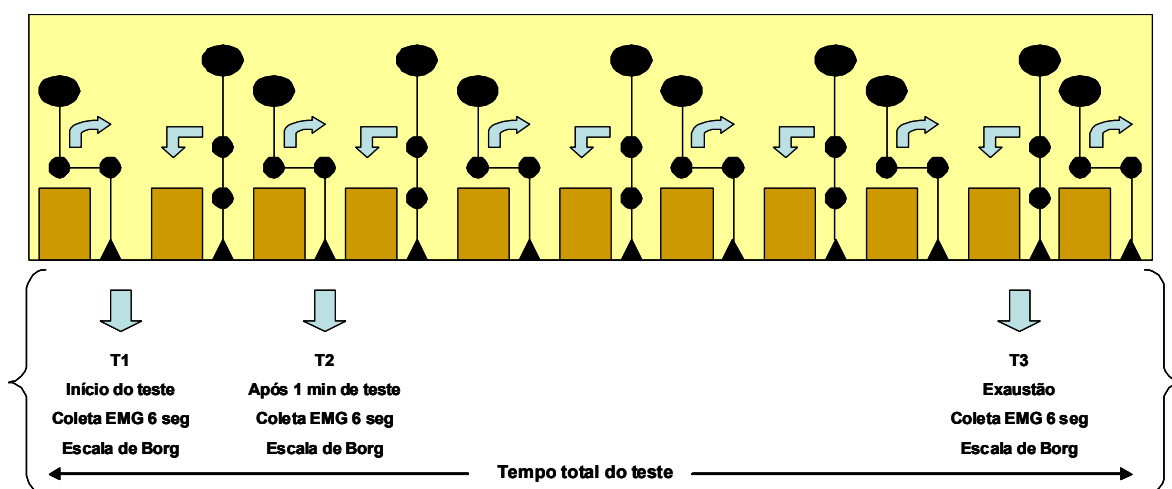 T1
Início do teste
Coleta EMG 6 seg
Escala de Borg
T2
Após 1 min de teste
Coleta EMG 6 seg
Escala de Borg
T3
Exaustão
Coleta EMG 6 seg
Escala de Borg
Tempo total do teste